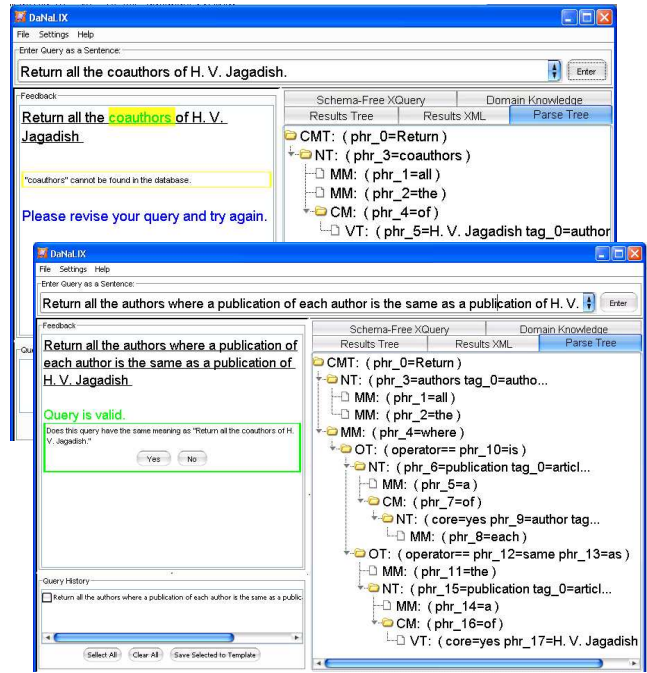 DaNaLIX
File Settings Help
Enter Query as a Sentence:
Return all the coauthors of H. V. Jagadish.
Enter
Feedback
Return all the coauthors of H. V.
Jagadish
"coauthors" cannot be found in the database.
Please revise your query and try again.
Schema-Free XQuery Domain Knowledge
Results Tree Results XML Parse Tree
CMT: ( phr_0=Return )
NT: ( phr_3=coauthors )
MM: ( phr_1=all )
MM: ( phr_2=the )
CM: ( phr_4=of )
VT: ( phr_5=H. V. Jagadish tag_0=author
DaNaLIX
File Settings Help
Enter Query as a Sentence:
Return all the authors where a publication of each author is the same as a publication of H. V.
Enter
Feedback
Return all the authors where a publication of
each author is the same as a publication of
H. V. Jagadish
Query is valid.
Does this query have the same meaning as "Return all the coauthors of H.
V. Jagadish."
Yes No
Query History
Return all the authors where a publication of each author is the same as a public
Sellect All Clear All Save Selected to Template
Schema-Free XQuery Domain Knowledge
Results Tree Results XML Parse Tree
CMT: ( phr_0=Return )
NT: ( phr_3=authors tag_0=autho...
MM: ( phr_1=all )
MM: ( phr_2=the )
MM: ( phr_4=where )
OT: ( operator== phr_10=is )
NT: ( phr_6=publication tag_0=articl...
MM: ( phr_5=a )
CM: ( phr_7=of )
NT: ( core=yes phr_9=author tag...
MM: ( phr_8=each )
OT: ( operator== phr_12=same phr_13=as )
MM: ( phr_11=the )
NT: ( phr_15=publication tag_0=articl...
MM: ( phr_14=a )
CM: ( phr_16=of )
VT: ( core=yes phr_17=H. V. Jagadish